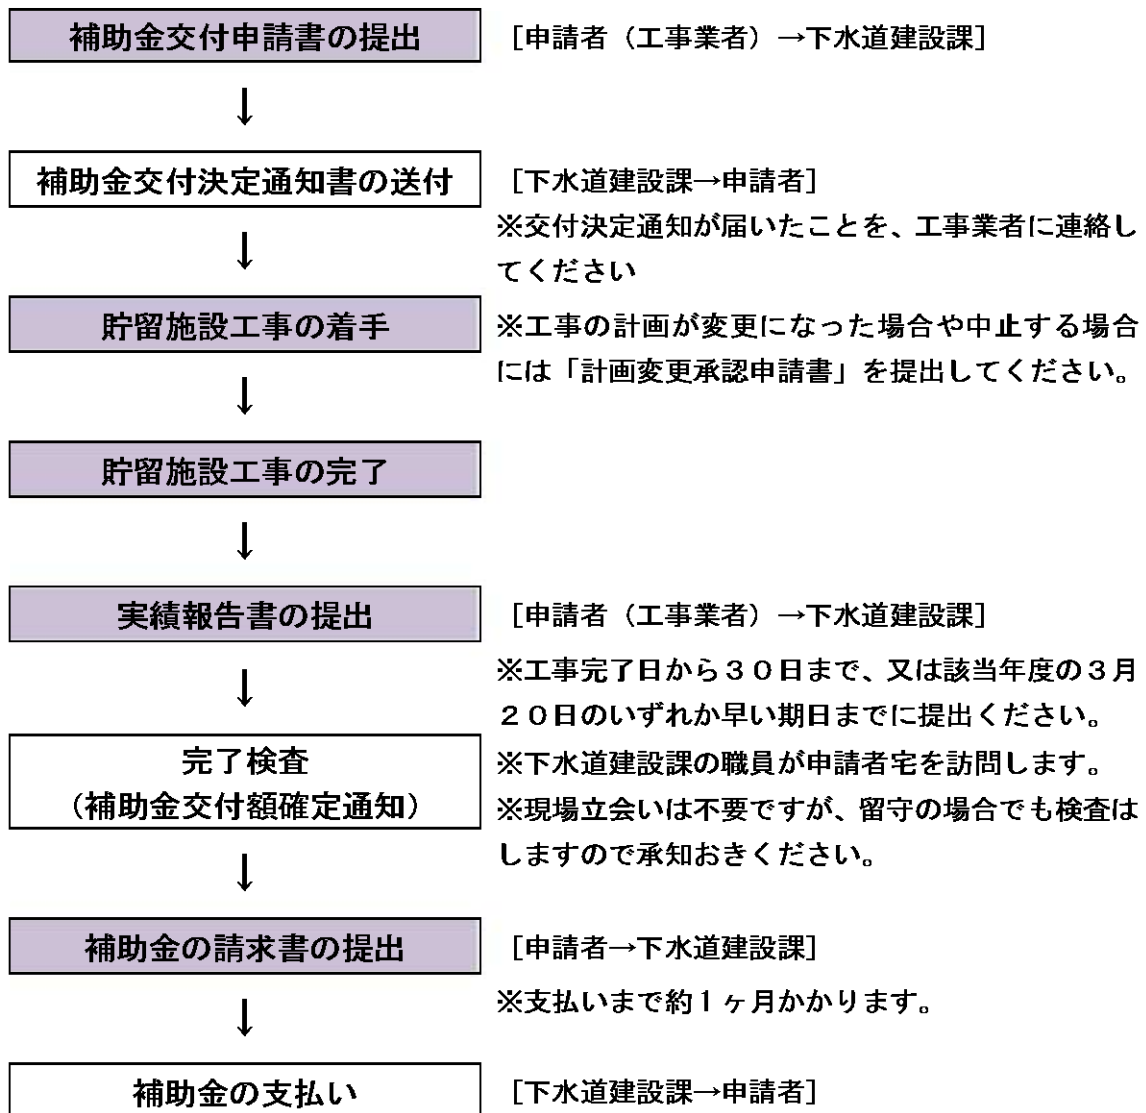 補助金交付申請書の提出
［申請者（工事業者）→下水道建設課］
↓
補助金交付決定通知書の送付
［下水道建設課→申請者］
※交付決定通知が届いたことを、工事業者に連絡し
てください
↓
貯留施設工事の着手
※工事の計画が変更になった場合や中止する場合
には「計画変更承認申請書」を提出してください。
↓
貯留施設工事の完了
↓
実績報告書の提出
［申請者（工事業者）→下水道建設課］
※工事完了日から３０日まで、又は該当年度の３月
２０日のいずれか早い期日までに提出ください。
↓
完了検査
（補助金交付額確定通知）
※下水道建設課の職員が申請者宅を訪問します。
※現場立会いは不要ですが、留守の場合でも検査は
しますので承知おきください。
↓
補助金の請求書の提出
［申請者→下水道建設課］
※支払いまで約１ヶ月かかります。
↓
補助金の支払い
［下水道建設課→申請者］